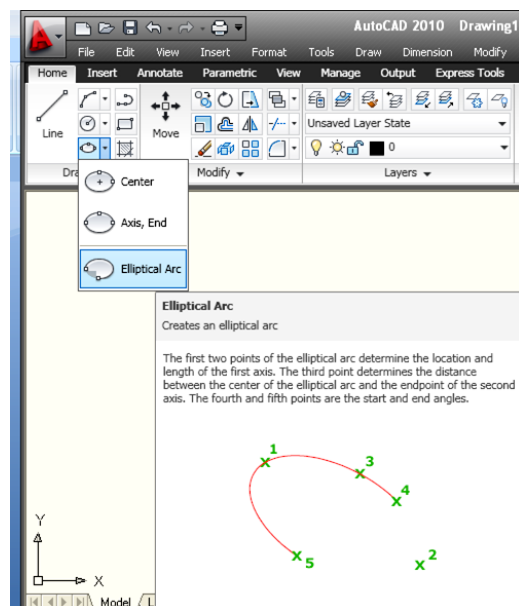 AutoCAD 2010 Drawing1
File Edit View Insert Format Tools Draw Dimension Modify
Home Insert Annotate Parametric View Manage Output Express Tools
Line
Move
Unsaved Layer State
0
Dra
Modify
Layers
Center
Axis, End
Elliptical Arc
Elliptical Arc
Creates an elliptical arc
The first two points of the elliptical arc determine the location and
length of the first axis. The third point determines the distance
between the center of the elliptical arc and the endpoint of the second
axis. The fourth and fifth points are the start and end angles.
1
3
4
5
2
Y
X
Model
L